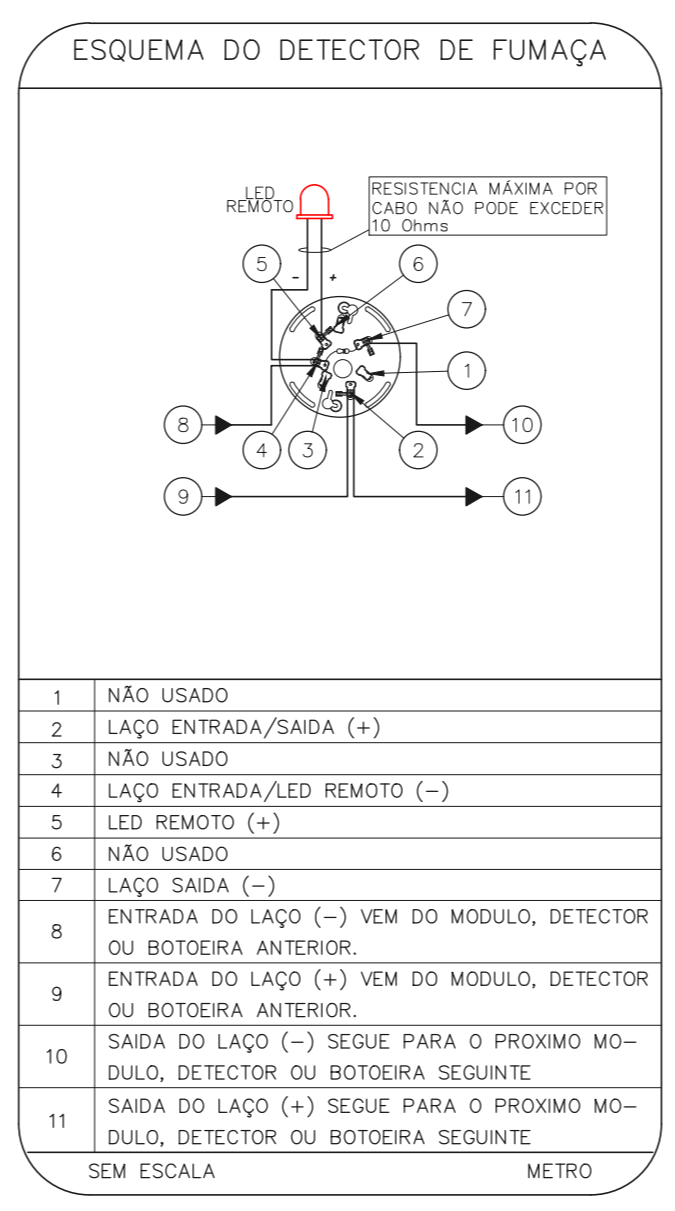 ESQUEMA DO DETECTOR DE FUMAÇA
LED
REMOTO
RESISTENCIA MÁXIMA POR
CABO NÃO PODE EXCEDER
10 Ohms
5
- +
6
7
1
8
10
4
3
2
9
11
1 NÃO USADO
2 LAÇO ENTRADA/SAIDA (+)
3 NÃO USADO
4 LAÇO ENTRADA/LED REMOTO (-)
5 LED REMOTO (+)
6 NÃO USADO
7 LAÇO SAIDA (-)
8 ENTRADA DO LAÇO (-) VEM DO MODULO, DETECTOR
OU BOTOEIRA ANTERIOR.
9 ENTRADA DO LAÇO (+) VEM DO MODULO, DETECTOR
OU BOTOEIRA ANTERIOR.
10 SAIDA DO LAÇO (-) SEGUE PARA O PROXIMO MO-
DULO, DETECTOR OU BOTOEIRA SEGUINTE
11 SAIDA DO LAÇO (+) SEGUE PARA O PROXIMO MO-
DULO, DETECTOR OU BOTOEIRA SEGUINTE
SEM ESCALA METRO